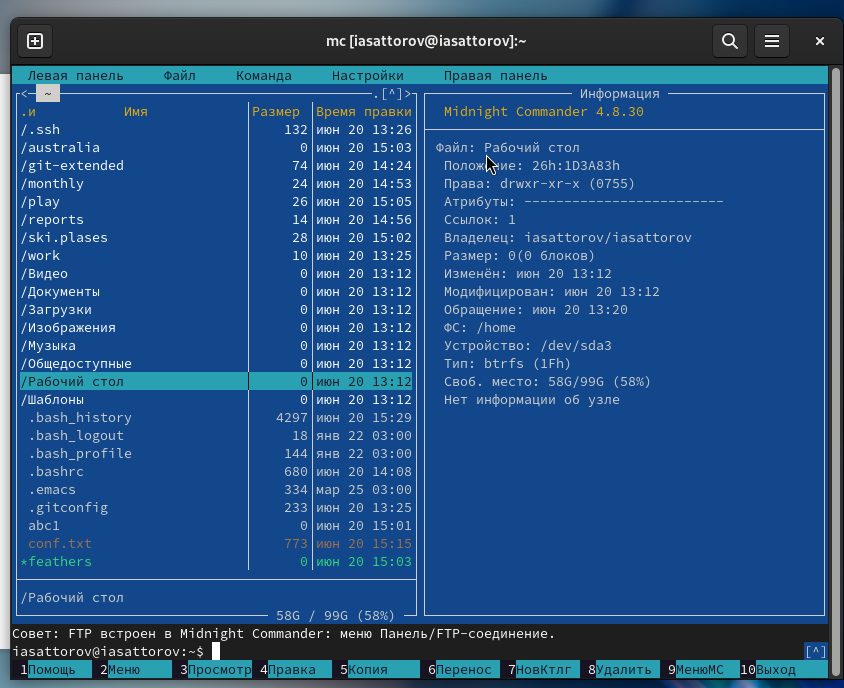 mc [iasattorov@iasattorov]:~
Левая панель Файл Команда Настройки Правая панель
<─ ~ .[^]> Информация
.и Имя Размер Время правки Midnight Commander 4.8.30
/.ssh 132 июн 20 13:26
/australia 0 июн 20 15:03 Файл: Рабочий стол
/git-extended 74 июн 20 14:24 Положение: 26h:1D3A83h
/monthly 24 июн 20 14:53 Права: drwxr-xr-x (0755)
/play 26 июн 20 15:05 Атрибуты: -------------------------
/reports 14 июн 20 14:56 Ссылок: 1
/ski.plases 28 июн 20 15:02 Владелец: iasattorov/iasattorov
/work 10 июн 20 13:25 Размер: 0(0 блоков)
/Видео 0 июн 20 13:12 Изменён: июн 20 13:12
/Документы 0 июн 20 13:12 Модифицирован: июн 20 13:12
/Загрузки 0 июн 20 13:12 Обращение: июн 20 13:20
/Изображения 0 июн 20 13:12 ФС: /home
/Музыка 0 июн 20 13:12 Устройство: /dev/sda3
/Общедоступные 0 июн 20 13:12 Тип: btrfs (1Fh)
/Рабочий стол 0 июн 20 13:12 Своб. место: 58G/99G (58%)
/Шаблоны 0 июн 20 13:12 Нет информации об узле
.bash_history 4297 июн 20 15:29
.bash_logout 18 янв 22 03:00
.bash_profile 144 янв 22 03:00
.bashrc 680 июн 20 14:08
.emacs 334 мар 25 03:00
.gitconfig 233 июн 20 13:25
abc1 0 июн 20 15:01
conf.txt 773 июн 20 15:15
*feathers 0 июн 20 15:03
/Рабочий стол
58G / 99G (58%)
Совет: FTP встроен в Midnight Commander: меню Панель/FTP-соединение.
iasattorov@iasattorov:~$ [^]
1Помощь 2Меню 3Просмотр 4Правка 5Копия 6Перенос 7НовКтлг 8Удалить 9МенюMC 10Выход